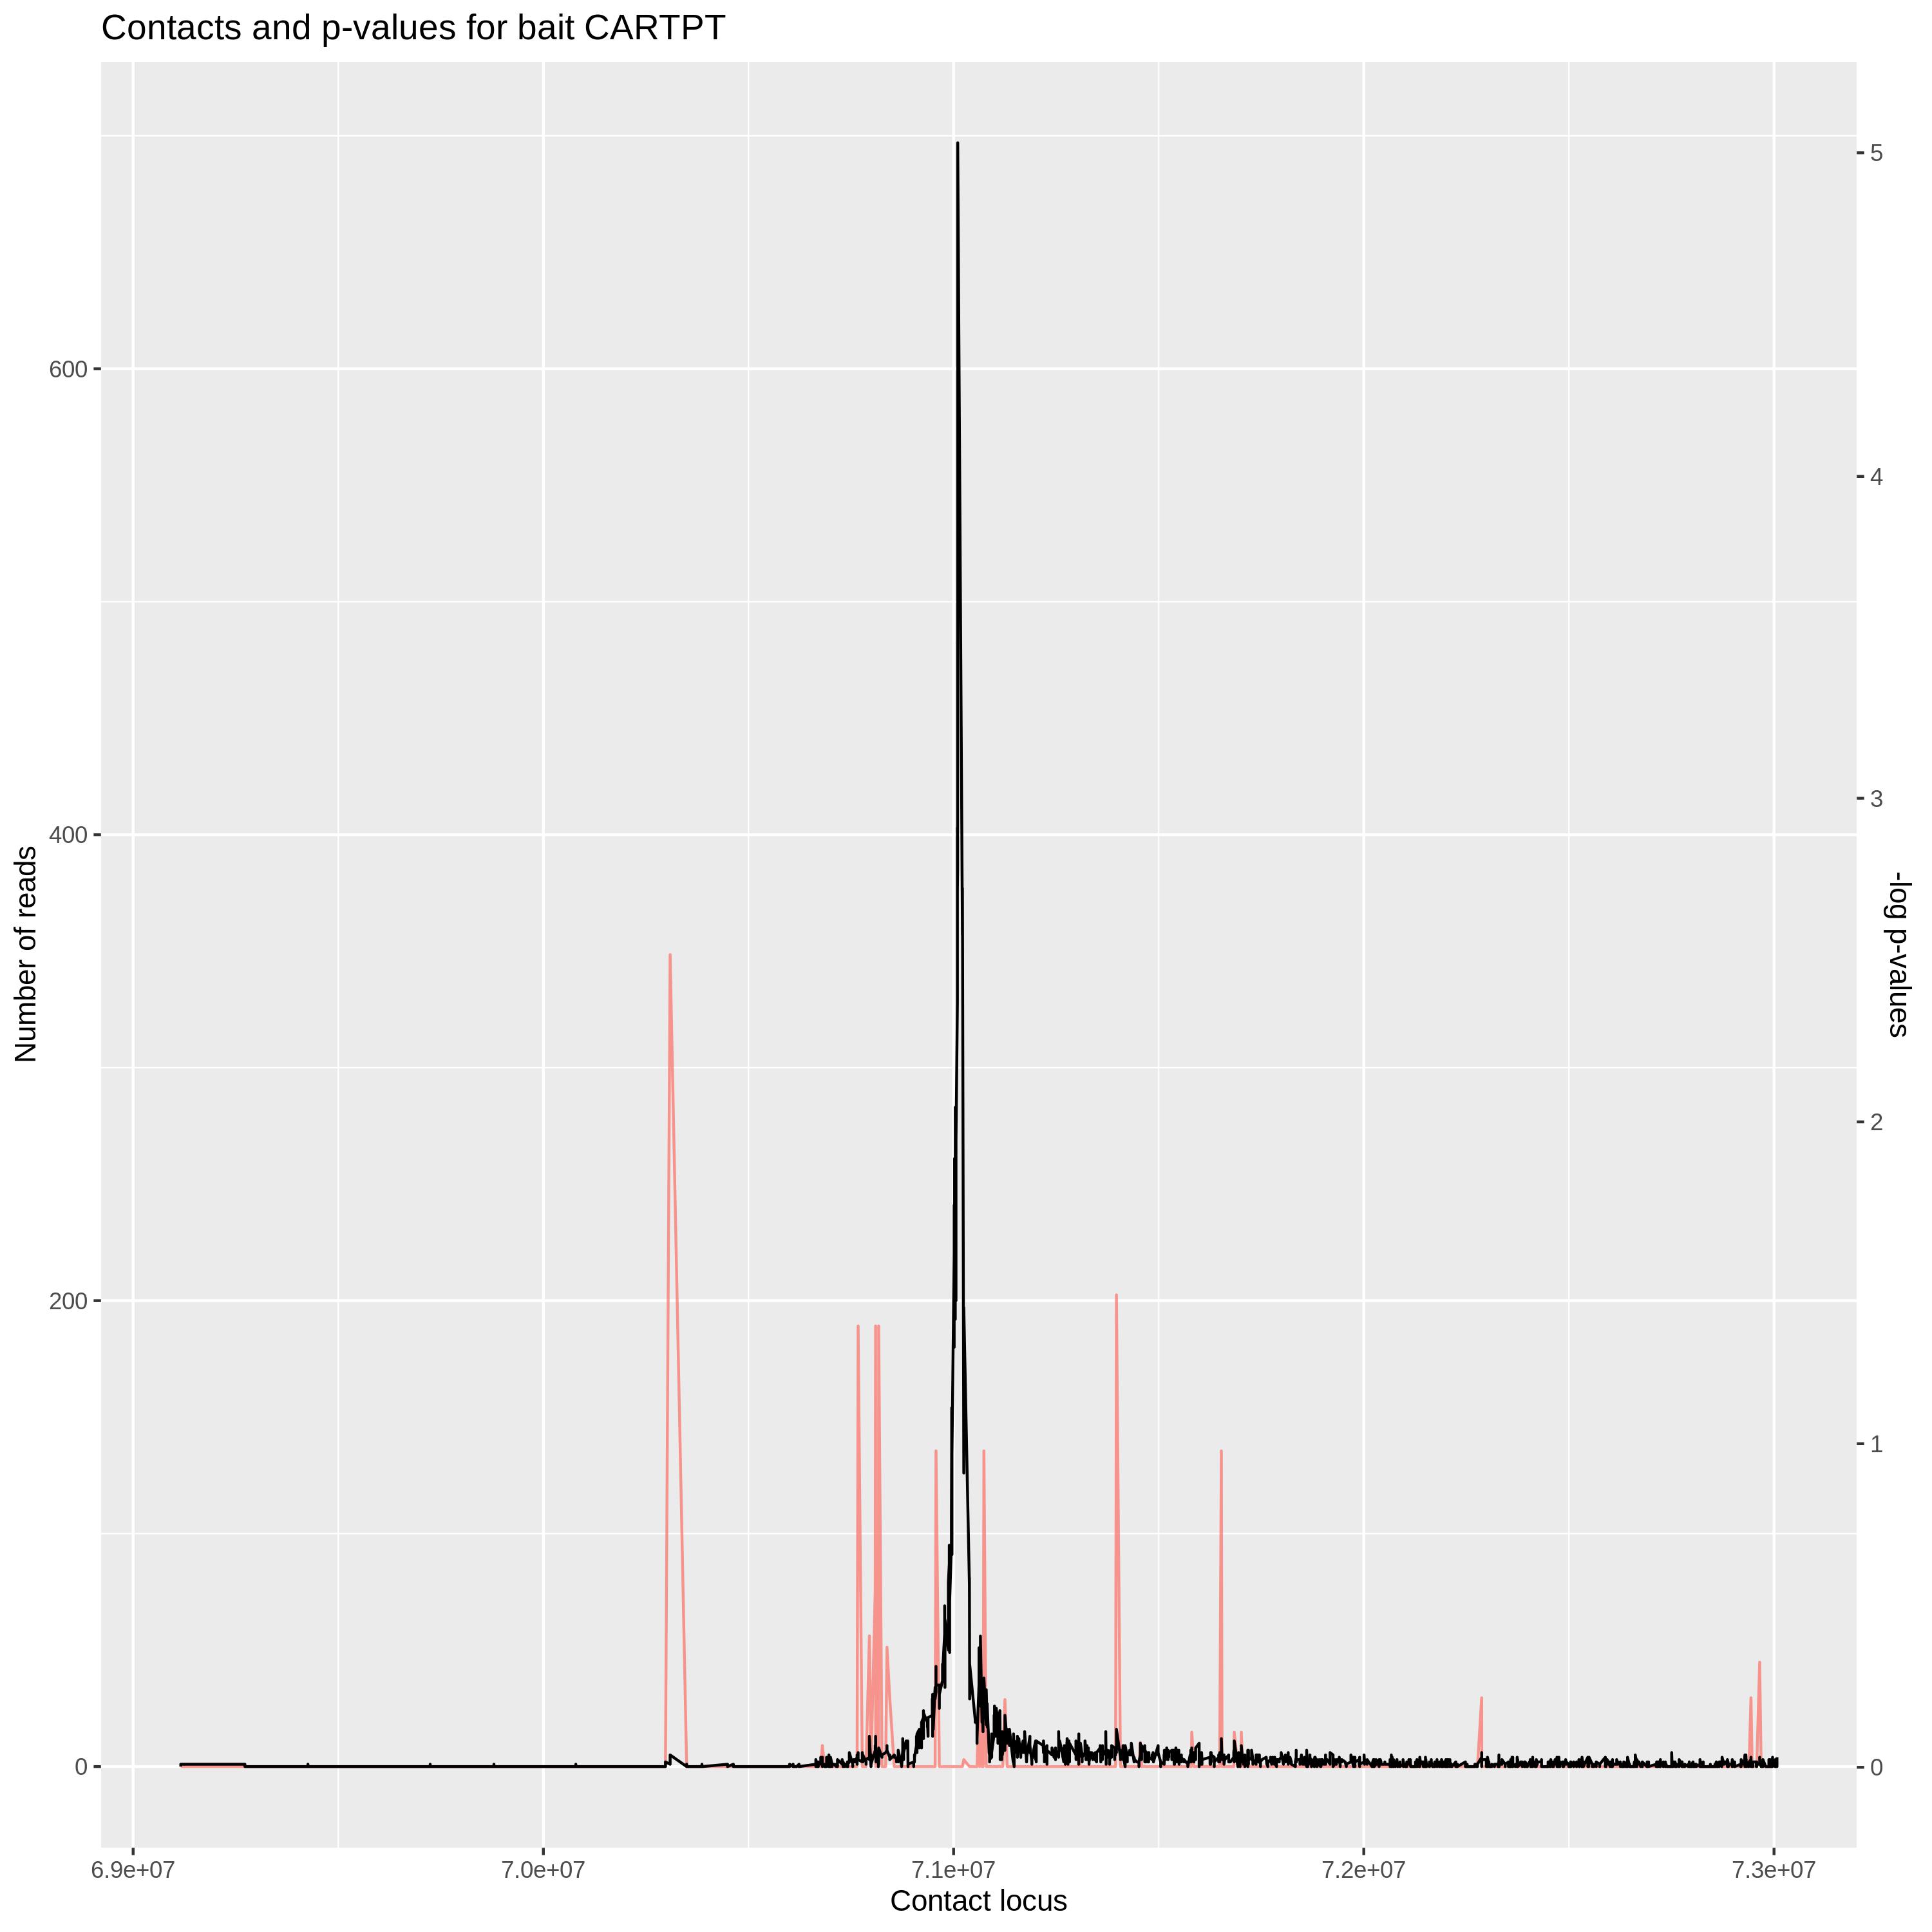 Contacts and p-values for bait CARTPT
Number of reads
600
400
200
0
5
4
3
2
1
0
-log p-values
6.9e+07
7.0e+07
7.1e+07
7.2e+07
7.3e+07
Contact locus